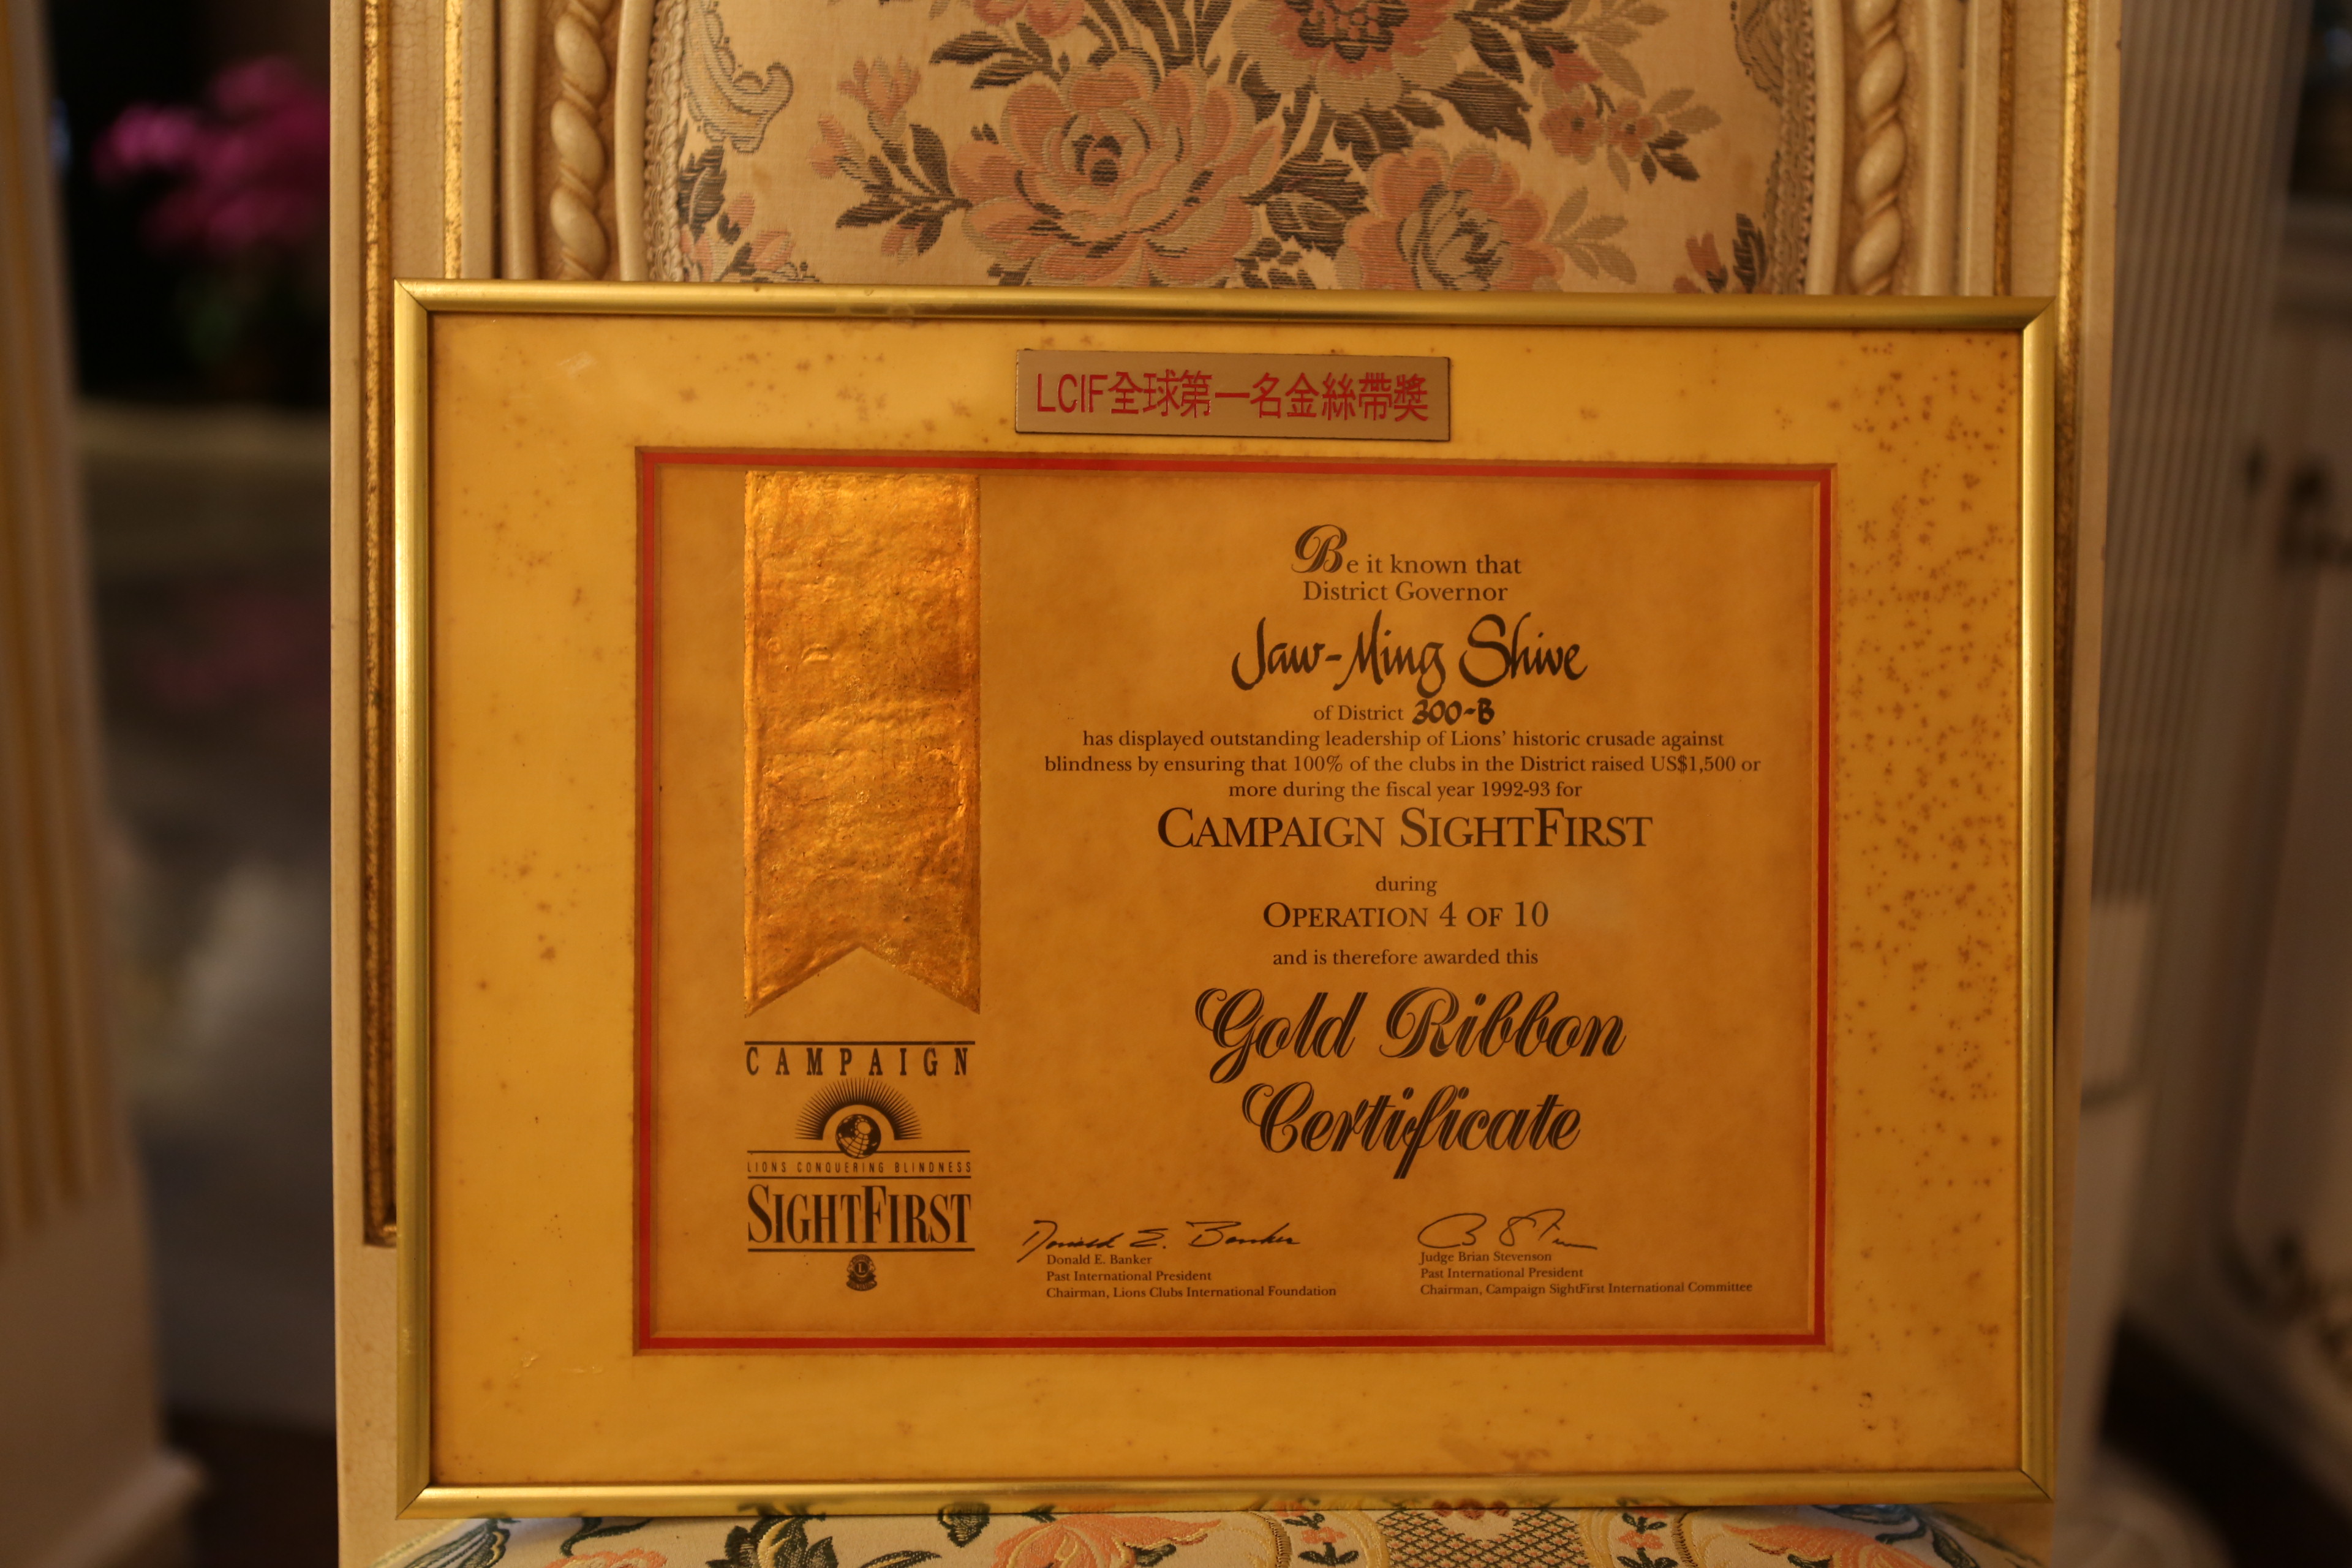 LCIF全球第一名金絲帶獎
Be it known that
District Governor
Jaw-Ming Shive
of District 300-B
has displayed outstanding leadership of Lions' historic crusade against
blindness by ensuring that 100% of the clubs in the District raised US$1,500 or
more during the fiscal year 1992-93 for
CAMPAIGN SIGHTFIRST
during
OPERATION 4 OF 10
and is therefore awarded this
Gold Ribbon
Certificate
CAMPAIGN
LIONS CONQUERING BLINDNESS
SIGHTFIRST
L
Donald E. Banker
Donald E. Banker
Past International President
Chairman, Lions Clubs International Foundation
Judge Brian Stevenson
Past International President
Chairman, Campaign SightFirst International Committee